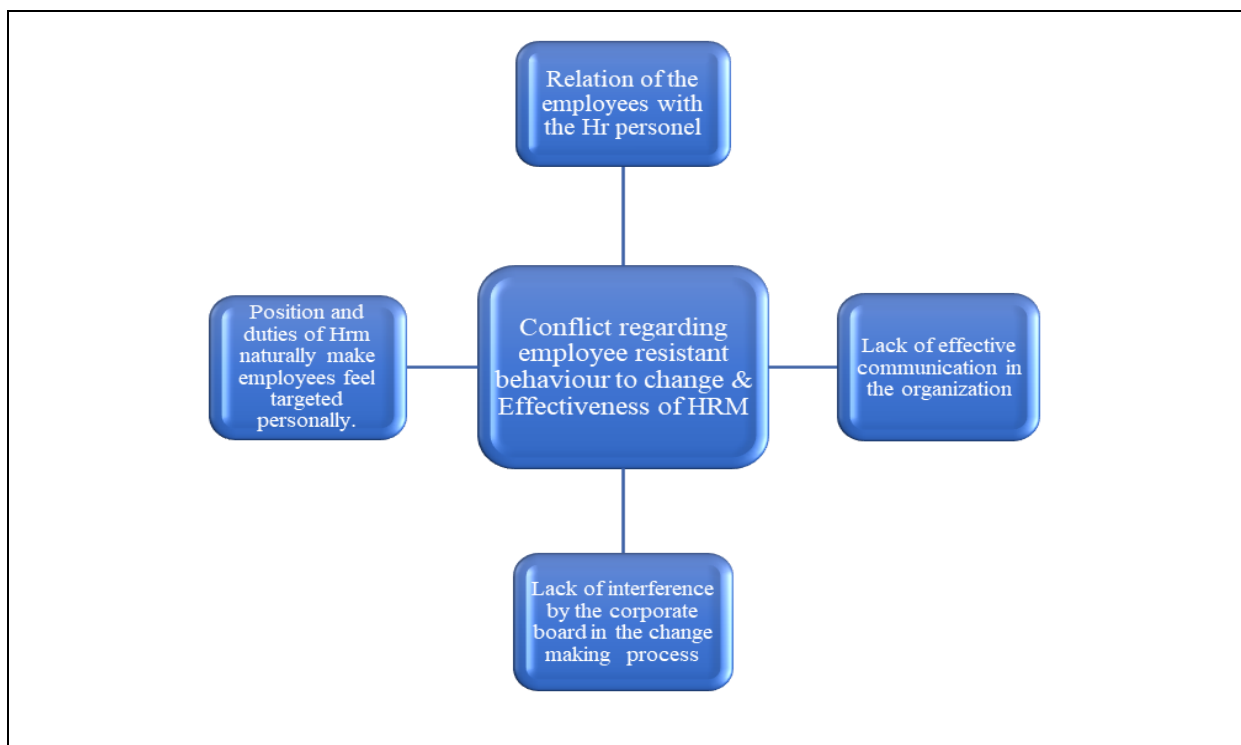 Relation of the
employees with
the Hr personel
Position and
duties of Hrm
naturally make
employees feel
targeted
personally.
Conflict regarding
employee resistant
behaviour to change &
Effectiveness of HRM
Lack of effective
communication in
the organization
Lack of interference
by the corporate
board in the change
making process